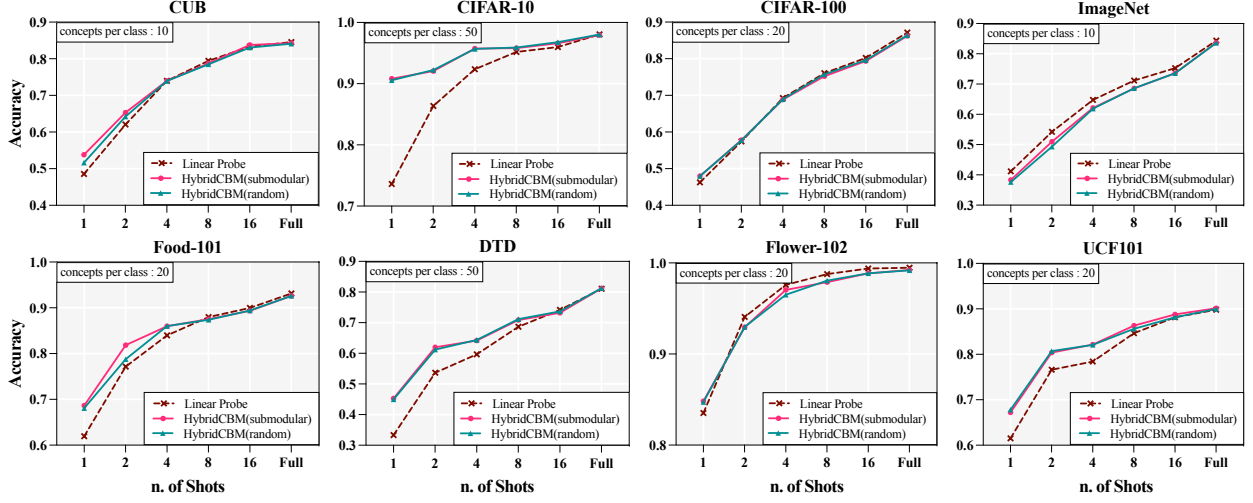 CUB
CIFAR-10
CIFAR-100
ImageNet
concepts per class : 10
concepts per class : 50
concepts per class : 20
concepts per class : 10
Accuracy
0.9
0.8
0.7
0.6
0.5
0.4
1 2 4 8 16 Full
Linear Probe
HybridCBM(submodular)
HybridCBM(random)
1.0
0.9
0.8
0.7
1 2 4 8 16 Full
Linear Probe
HybridCBM(submodular)
HybridCBM(random)
0.9
0.8
0.7
0.6
0.5
0.4
1 2 4 8 16 Full
Linear Probe
HybridCBM(submodular)
HybridCBM(random)
0.9
0.8
0.7
0.6
0.5
0.4
0.3
1 2 4 8 16 Full
Linear Probe
HybridCBM(submodular)
HybridCBM(random)
Food-101
DTD
Flower-102
UCF101
concepts per class : 20
concepts per class : 50
concepts per class : 20
concepts per class : 20
Accuracy
1.0
0.9
0.8
0.7
0.6
1 2 4 8 16 Full
Linear Probe
HybridCBM(submodular)
HybridCBM(random)
n. of Shots
0.9
0.8
0.7
0.6
0.5
0.4
0.3
1 2 4 8 16 Full
Linear Probe
HybridCBM(submodular)
HybridCBM(random)
n. of Shots
1.0
0.9
0.8
1 2 4 8 16 Full
Linear Probe
HybridCBM(submodular)
HybridCBM(random)
n. of Shots
1.0
0.9
0.8
0.7
0.6
1 2 4 8 16 Full
Linear Probe
HybridCBM(submodular)
HybridCBM(random)
n. of Shots